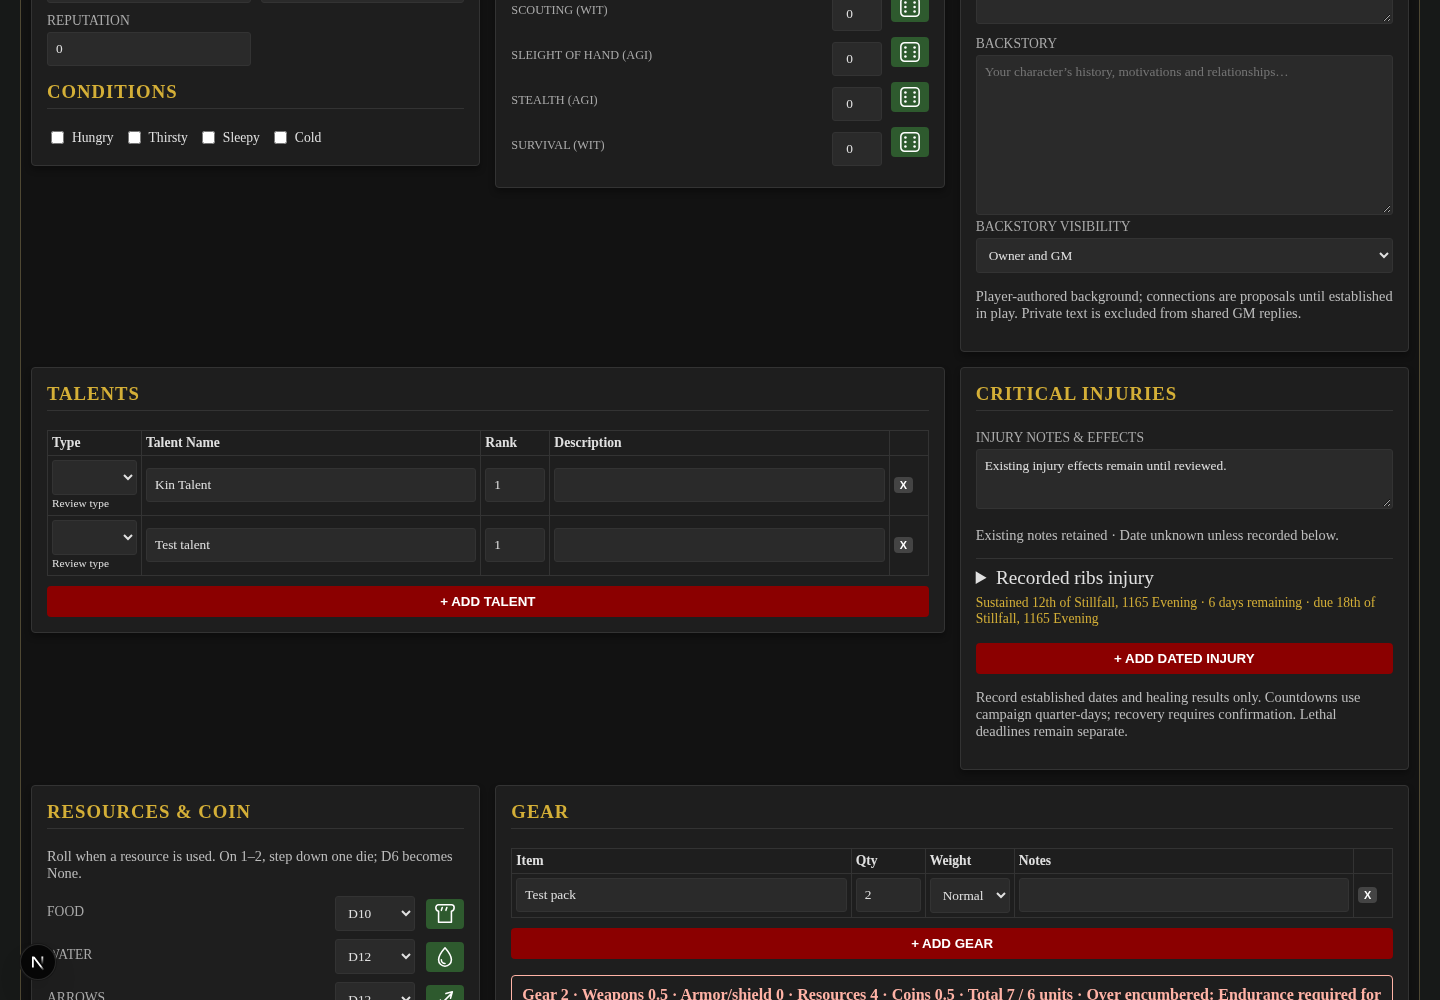 REPUTATION
0
CONDITIONS
Hungry
Thirsty
Sleepy
Cold
SCOUTING (WIT)
0
SLEIGHT OF HAND (AGI)
0
STEALTH (AGI)
0
SURVIVAL (WIT)
0
BACKSTORY
Your character’s history, motivations and relationships…
BACKSTORY VISIBILITY
Owner and GM
Player-authored background; connections are proposals until established
in play. Private text is excluded from shared GM replies.
TALENTS
Type Talent Name Rank Description
Kin Talent 1 X
Review type
Test talent 1 X
Review type
+ ADD TALENT
CRITICAL INJURIES
INJURY NOTES & EFFECTS
Existing injury effects remain until reviewed.
Existing notes retained · Date unknown unless recorded below.
Recorded ribs injury
Sustained 12th of Stillfall, 1165 Evening · 6 days remaining · due 18th of
Stillfall, 1165 Evening
+ ADD DATED INJURY
Record established dates and healing results only. Countdowns use
campaign quarter-days; recovery requires confirmation. Lethal
deadlines remain separate.
RESOURCES & COIN
Roll when a resource is used. On 1–2, step down one die; D6 becomes
None.
FOOD
D10
WATER
D12
ARROWS
D12
N
GEAR
Item Qty Weight Notes
Test pack 2 Normal X
+ ADD GEAR
Gear 2 · Weapons 0.5 · Armor/shield 0 · Resources 4 · Coins 0.5 · Total 7 / 6 units · Over encumbered: Endurance required for